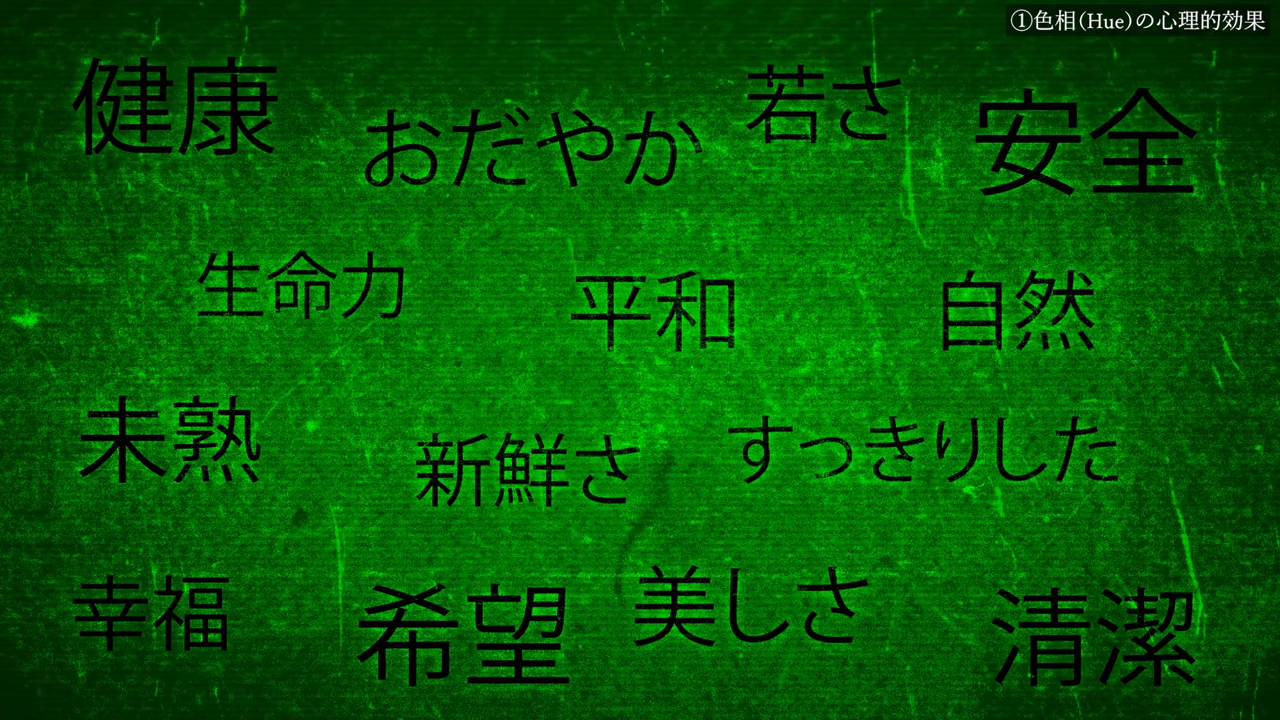 ①色相(Hue)の心理的効果
健康
おだやか
若さ
安全
生命力
平和
自然
未熟
新鮮さ
すっきりした
幸福
希望
美しさ
清潔